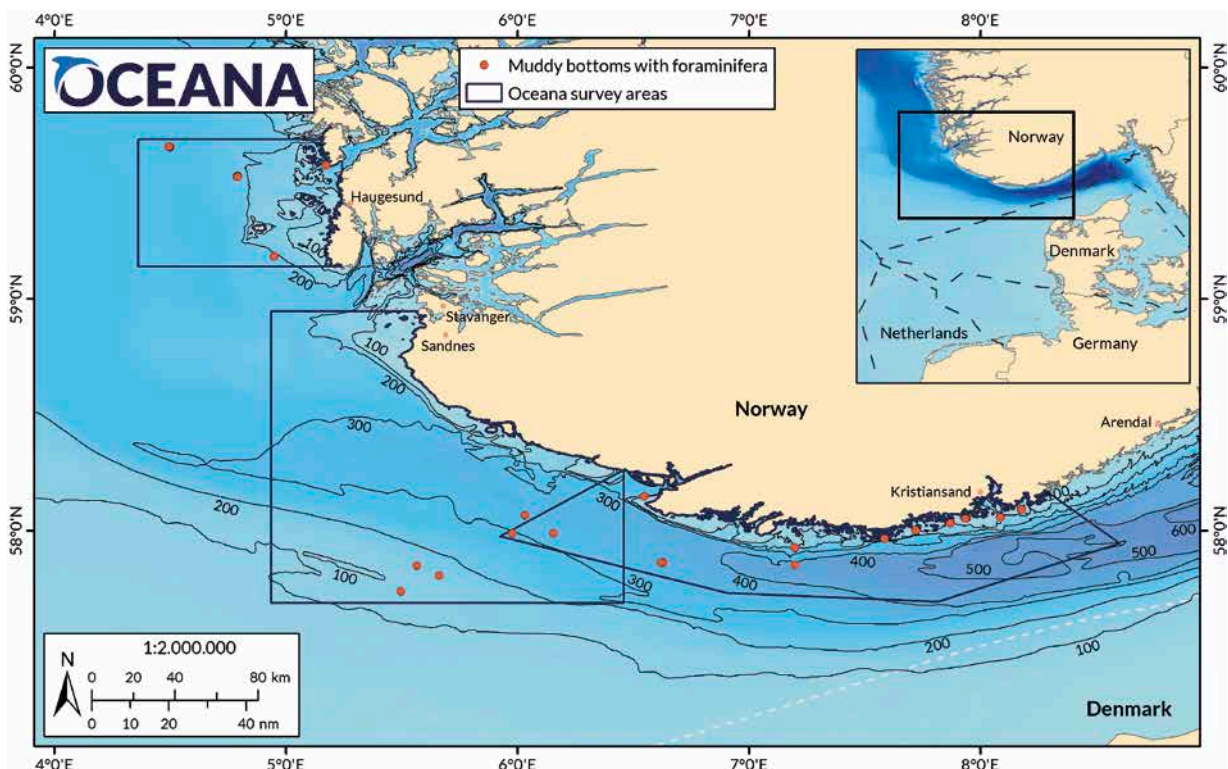 4°0'E 5°0'E 6°0'E 7°0'E 8°0'E
60°0'N
60°0'N
OCEANA
Muddy bottoms with foraminifera
Oceana survey areas
Norway
Denmark
Netherlands
Germany
Haugesund
100
200
59°0'N
59°0'N
Stavanger
Sandnes
100
200
300
Norway
Arendal
Kristiansand
300
200
58°0'N
58°0'N
600
500
400
500
400
300
100
200
100
1:2.000.000
N
0 20 40 80 km
0 10 20 40 nm
Denmark
4°0'E 5°0'E 6°0'E 7°0'E 8°0'E